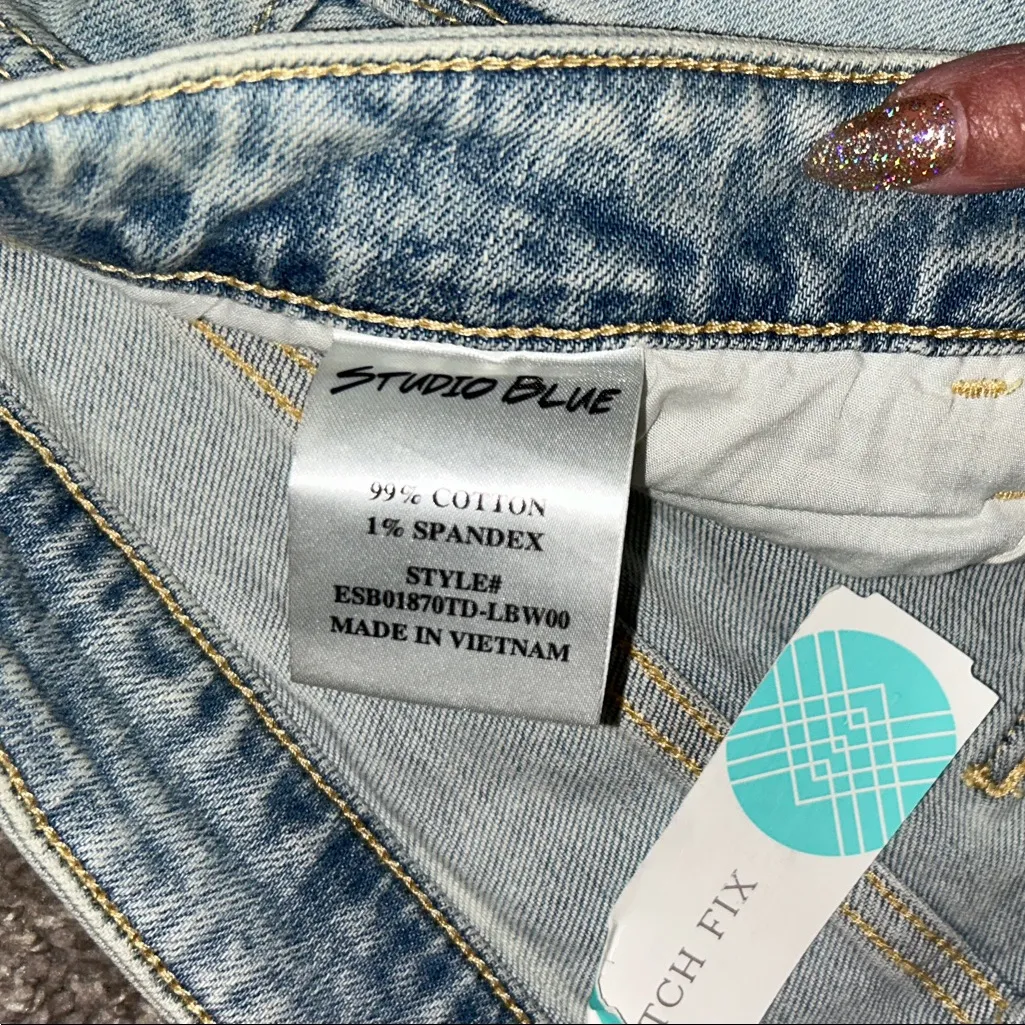 STUDIO BLUE
99% COTTON
1% SPANDEX
STYLE#
ESB01870TD-LBW00
MADE IN VIETNAM
TCH FIX